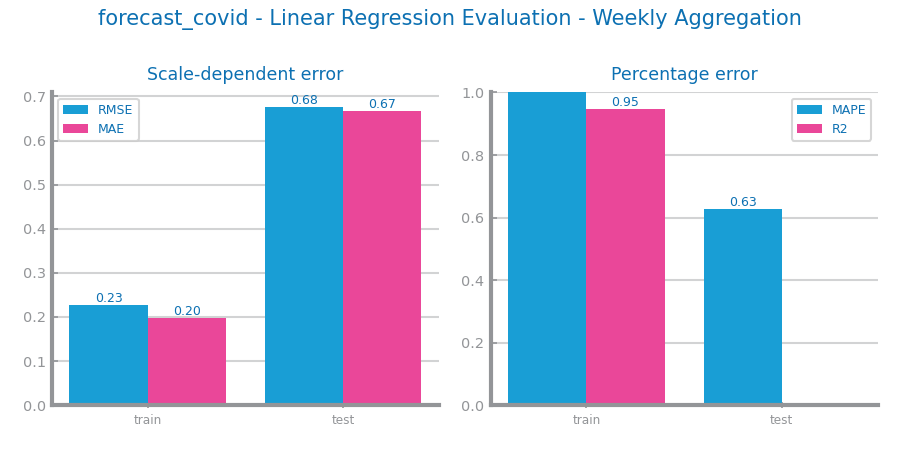 forecast_covid - Linear Regression Evaluation - Weekly Aggregation
Scale-dependent error
0.7
0.6
0.5
0.4
0.3
0.2
0.1
0.0
RMSE
MAE
0.23
0.20
0.68
0.67
train
test
Percentage error
1.0
0.8
0.6
0.4
0.2
0.0
MAPE
R2
0.95
0.63
train
test